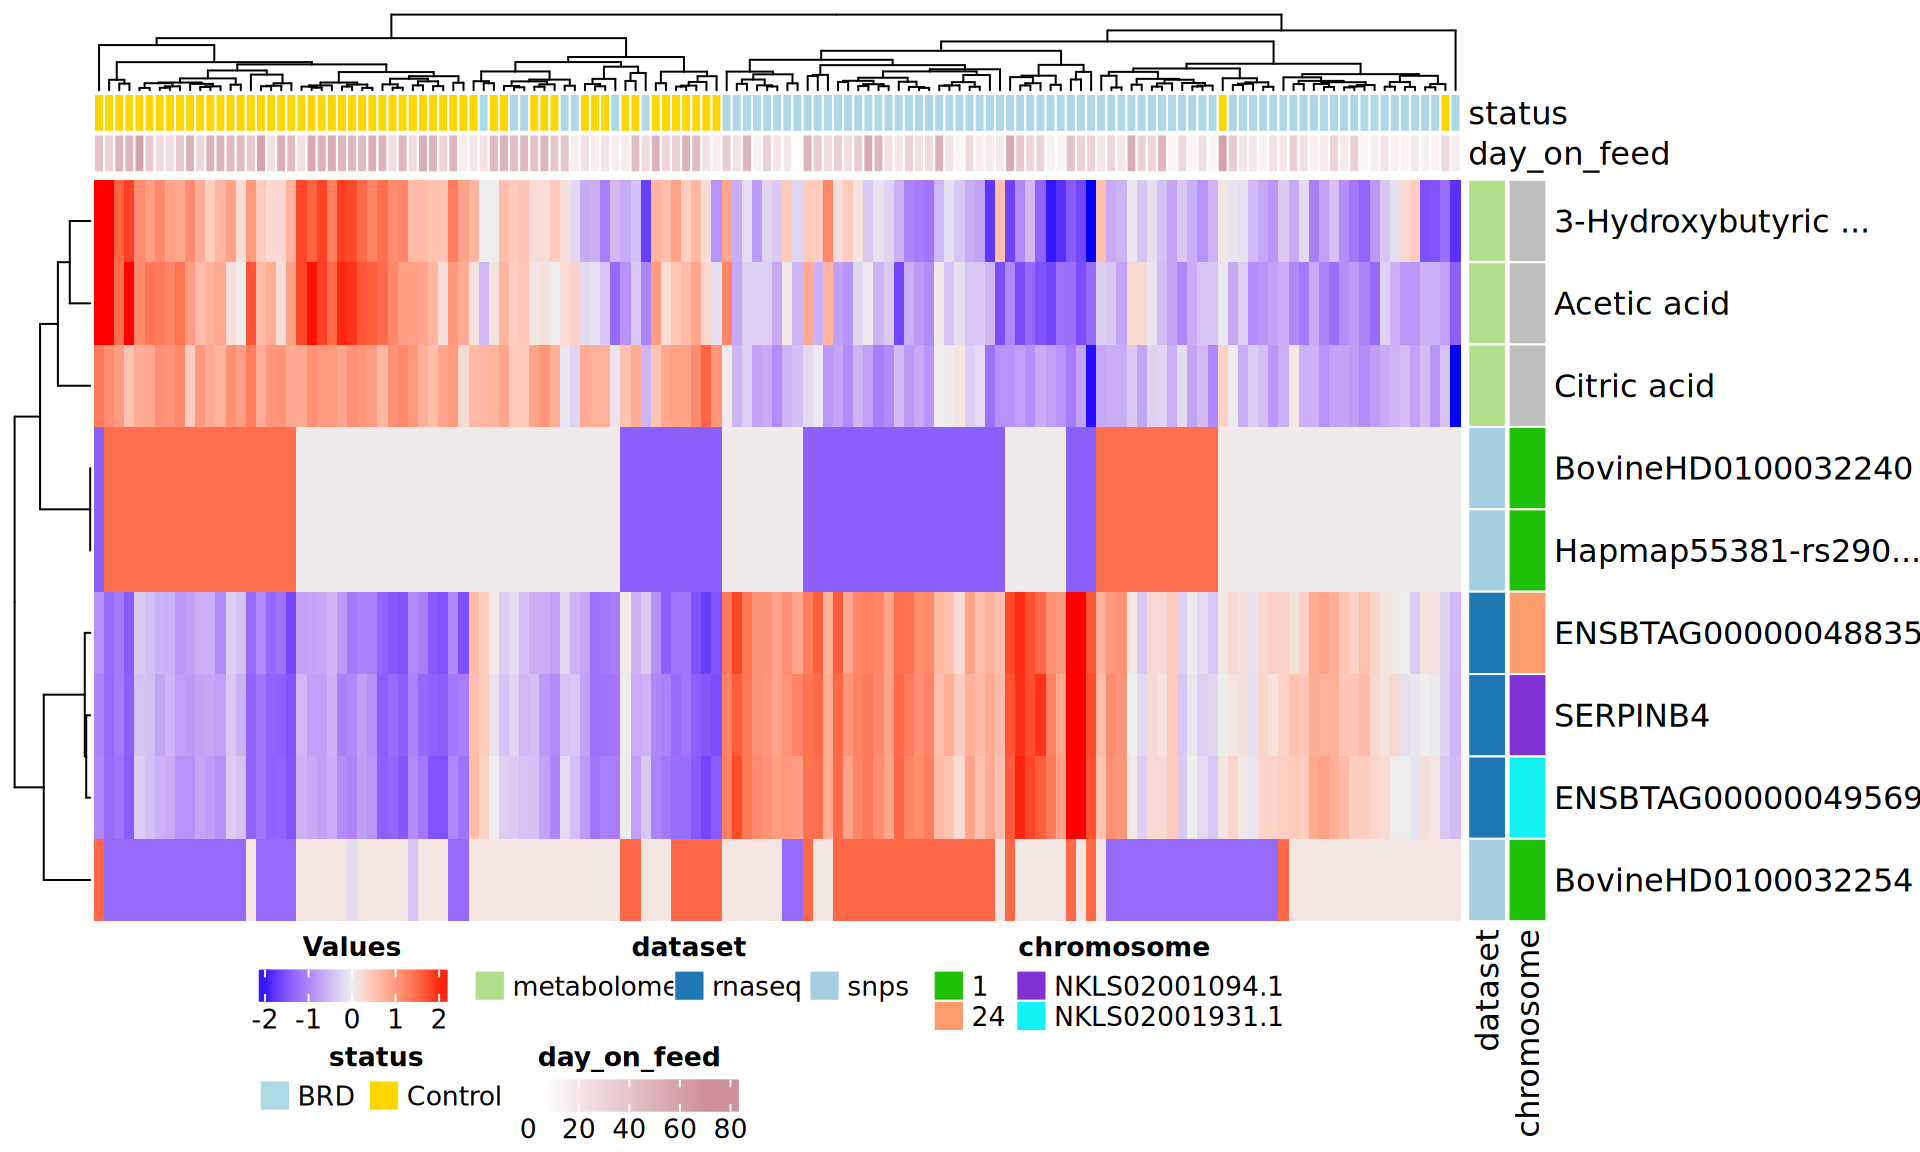 status
day_on_feed
3-Hydroxybutyric ...
Acetic acid
Citric acid
BovineHD0100032240
Hapmap55381-rs290...
ENSBTAG00000048835
SERPINB4
ENSBTAG00000049569
BovineHD0100032254
dataset
chromosome
Values
-2 -1 0 1 2
dataset
metabolome rnaseq snps
chromosome
1 NKLS02001094.1
24 NKLS02001931.1
status
BRD Control
day_on_feed
0 20 40 60 80